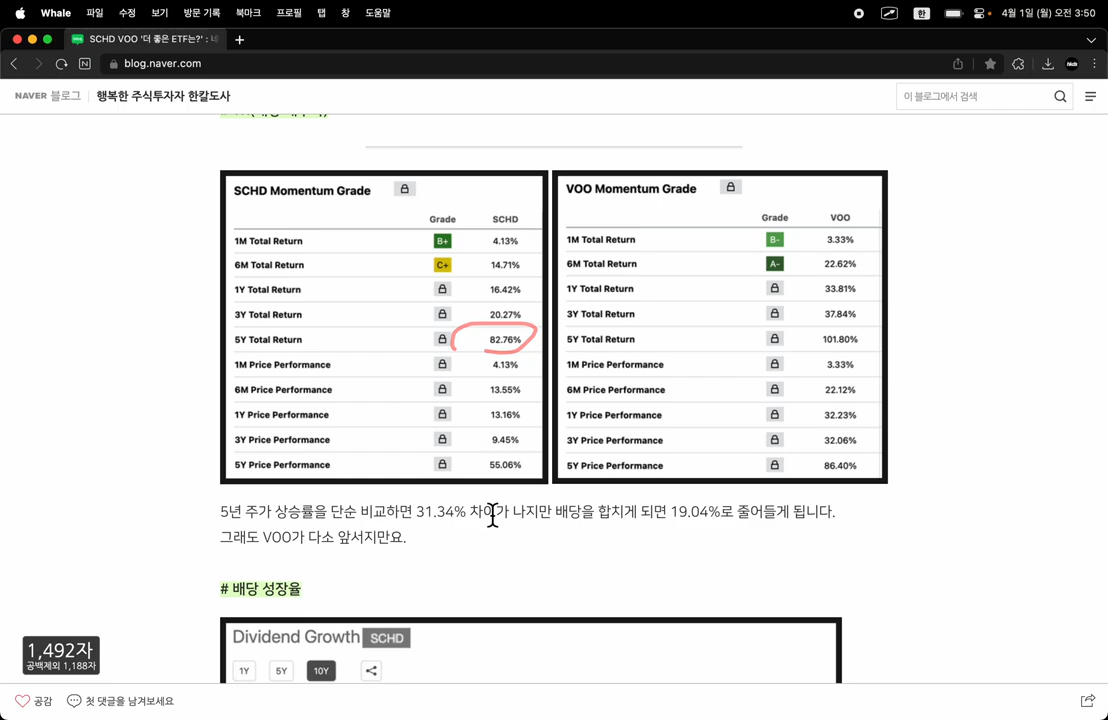 Whale 파일 수정 보기 방문 기록 북마크 프로필 탭 창 도움말 한 4월 1일 (월) 오전 3:50
SCHD VOO '더 좋은 ETF는?' : 네
blog.naver.com
NAVER 블로그 행복한 주식투자자 한칼도사 이 블로그에서 검색
SCHD Momentum Grade
Grade SCHD
1M Total Return B+ 4.13%
6M Total Return C+ 14.71%
1Y Total Return 16.42%
3Y Total Return 20.27%
5Y Total Return 82.76%
1M Price Performance 4.13%
6M Price Performance 13.55%
1Y Price Performance 13.16%
3Y Price Performance 9.45%
5Y Price Performance 55.06%
VOO Momentum Grade
Grade VOO
1M Total Return B- 3.33%
6M Total Return A- 22.62%
1Y Total Return 33.81%
3Y Total Return 37.84%
5Y Total Return 101.80%
1M Price Performance 3.33%
6M Price Performance 22.12%
1Y Price Performance 32.23%
3Y Price Performance 32.06%
5Y Price Performance 86.40%
5년 주가 상승률을 단순 비교하면 31.34% 차이가 나지만 배당을 합치게 되면 19.04%로 줄어들게 됩니다.
그래도 VOO가 다소 앞서지만요.
# 배당 성장율
Dividend Growth SCHD
1Y 5Y 10Y
1,492자
공백제외 1,188자
공감 첫 댓글을 남겨보세요